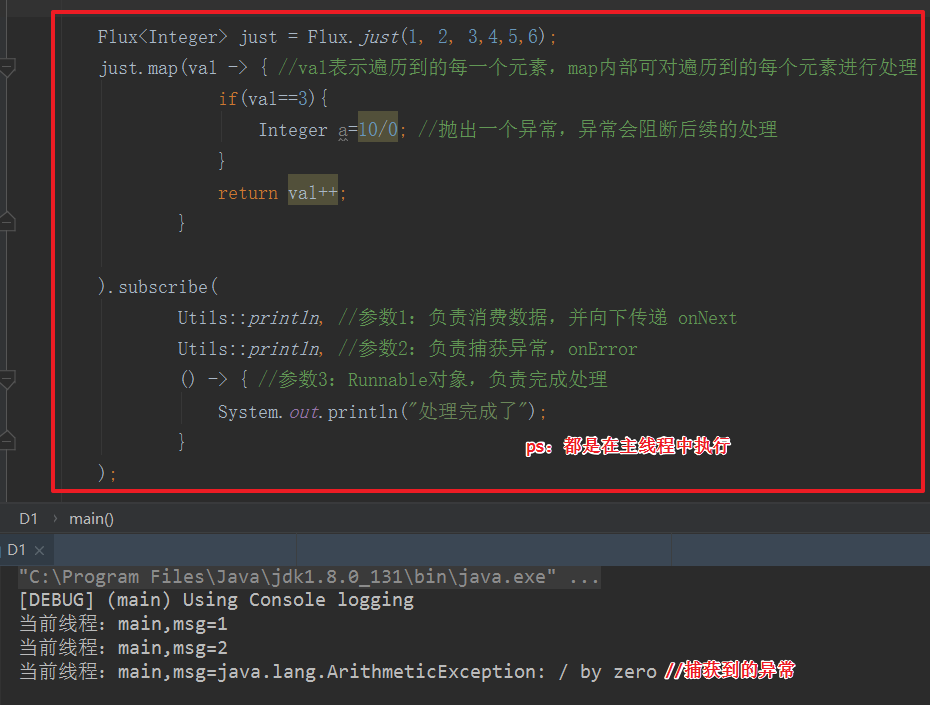 Flux<Integer> just = Flux.just(1, 2, 3,4,5,6);
just.map(val -> { //val表示遍历到的每一个元素，map内部可对遍历到的每个元素进行处理
if(val==3){
Integer a=10/0; //抛出一个异常，异常会阻断后续的处理
}
return val++;
}
).subscribe(
Utils::println, //参数1：负责消费数据，并向下传递 onNext
Utils::println, //参数2：负责捕获异常，onError
() -> { //参数3：Runnable对象，负责完成处理
System.out.println("处理完成了");
}
ps：都是在主线程中执行
);
D1 › main()
D1 ×
"C:\Program Files\Java\jdk1.8.0_131\bin\java.exe" ...
[DEBUG] (main) Using Console logging
当前线程：main,msg=1
当前线程：main,msg=2
当前线程：main,msg=java.lang.ArithmeticException: / by zero //捕获到的异常